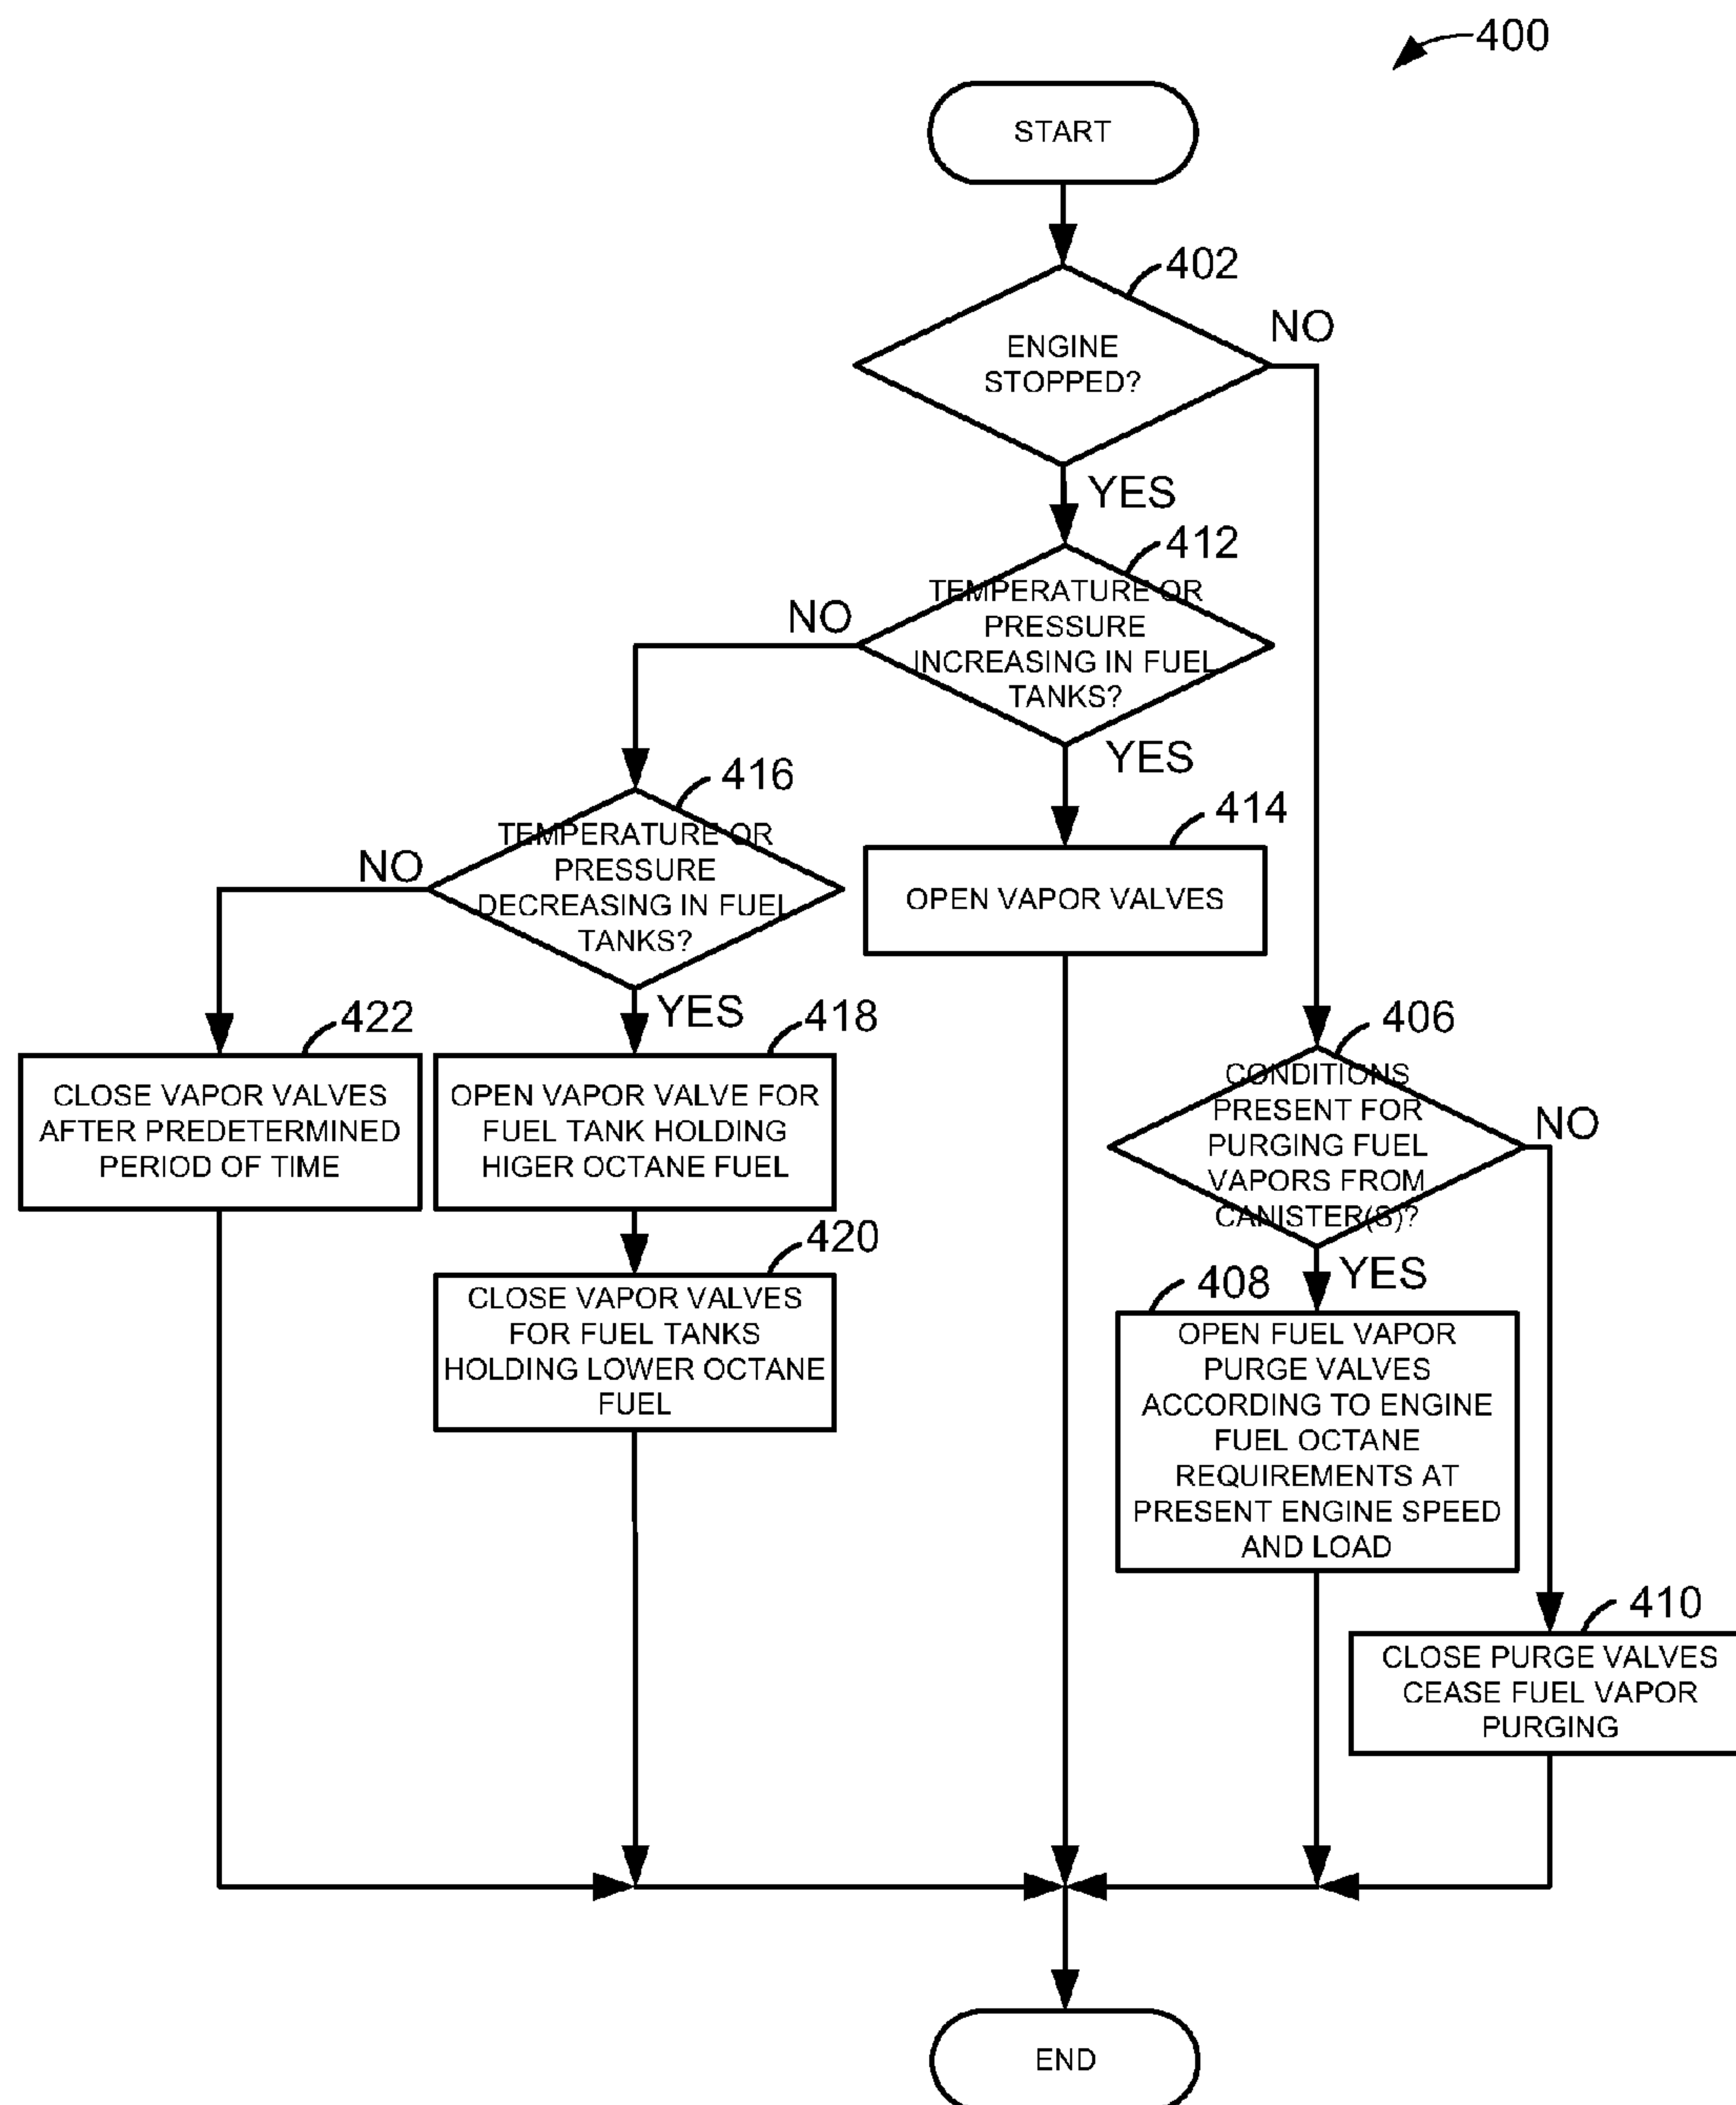 400
START
402
ENGINE
STOPPED?
NO
YES
412
TEMPERATURE OR
PRESSURE
INCREASING IN FUEL
TANKS?
NO
YES
416
TEMPERATURE OR
PRESSURE
DECREASING IN FUEL
TANKS?
NO
YES
414
OPEN VAPOR VALVES
422
CLOSE VAPOR VALVES
AFTER PREDETERMINED
PERIOD OF TIME
418
OPEN VAPOR VALVE FOR
FUEL TANK HOLDING
HIGER OCTANE FUEL
420
CLOSE VAPOR VALVES
FOR FUEL TANKS
HOLDING LOWER OCTANE
FUEL
406
CONDITIONS
PRESENT FOR
PURGING FUEL
VAPORS FROM
CANISTER(S)?
NO
YES
408
OPEN FUEL VAPOR
PURGE VALVES
ACCORDING TO ENGINE
FUEL OCTANE
REQUIREMENTS AT
PRESENT ENGINE SPEED
AND LOAD
410
CLOSE PURGE VALVES
CEASE FUEL VAPOR
PURGING
END